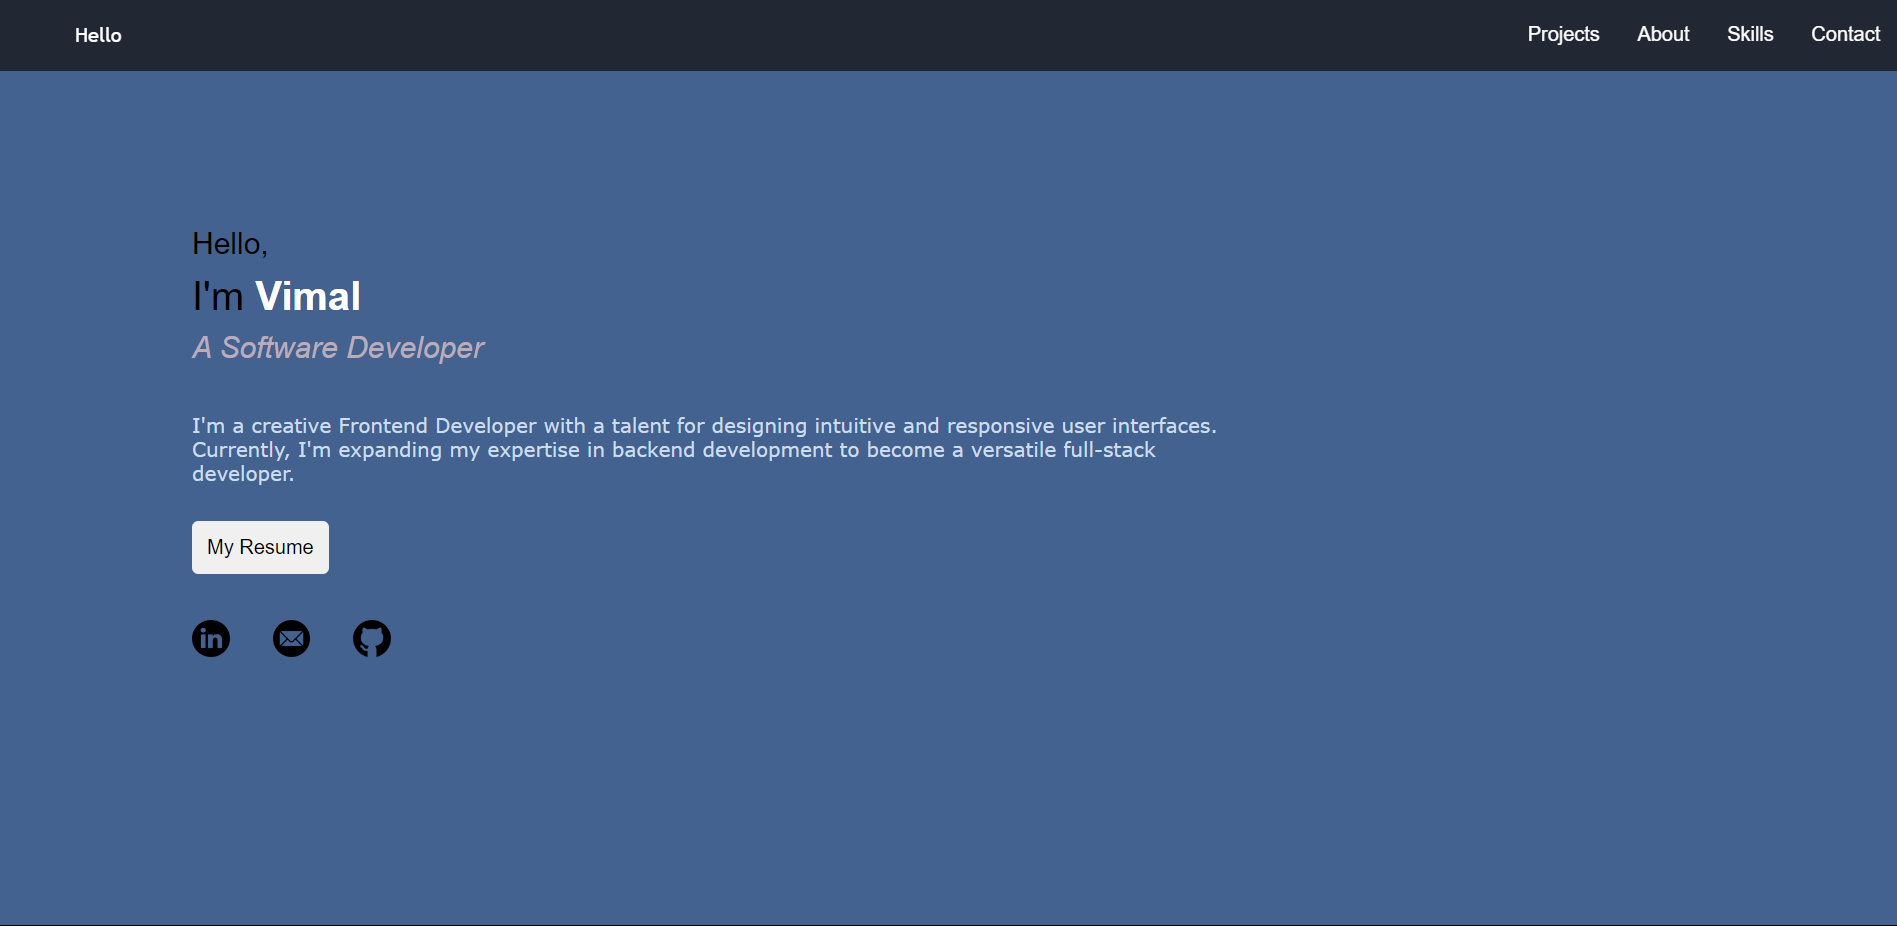 Hello
Projects About Skills Contact
Hello,
I'm Vimal
A Software Developer
I'm a creative Frontend Developer with a talent for designing intuitive and responsive user interfaces.
Currently, I'm expanding my expertise in backend development to become a versatile full-stack
developer.
My Resume
in